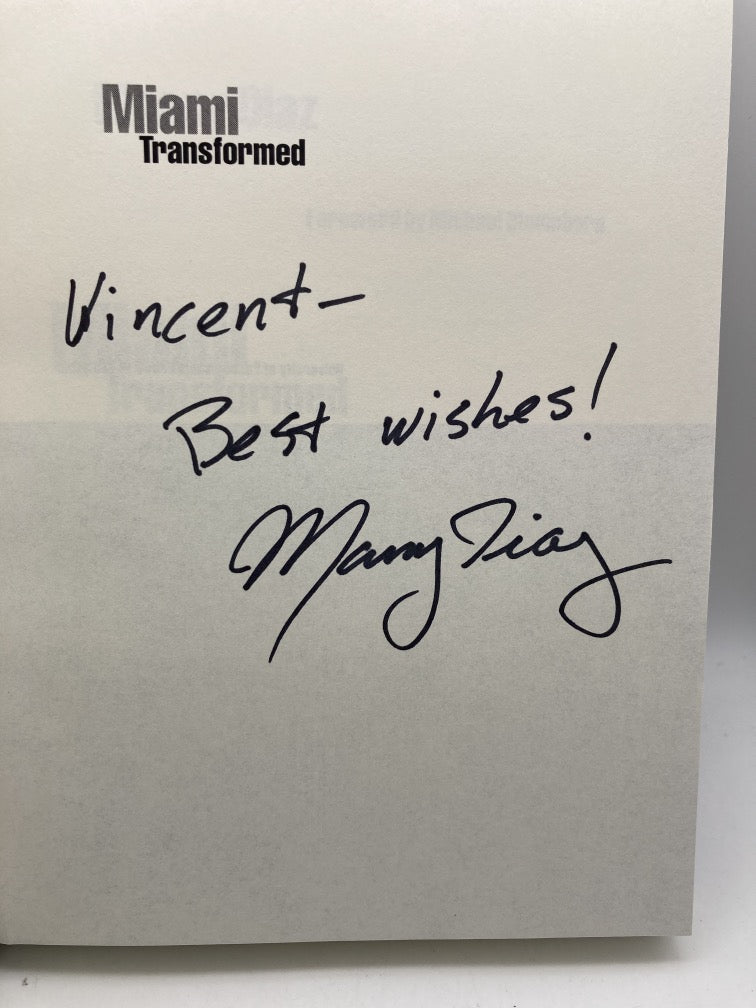 Miami
Transformed
Vincent–
Best wishes!
Manny Diaz